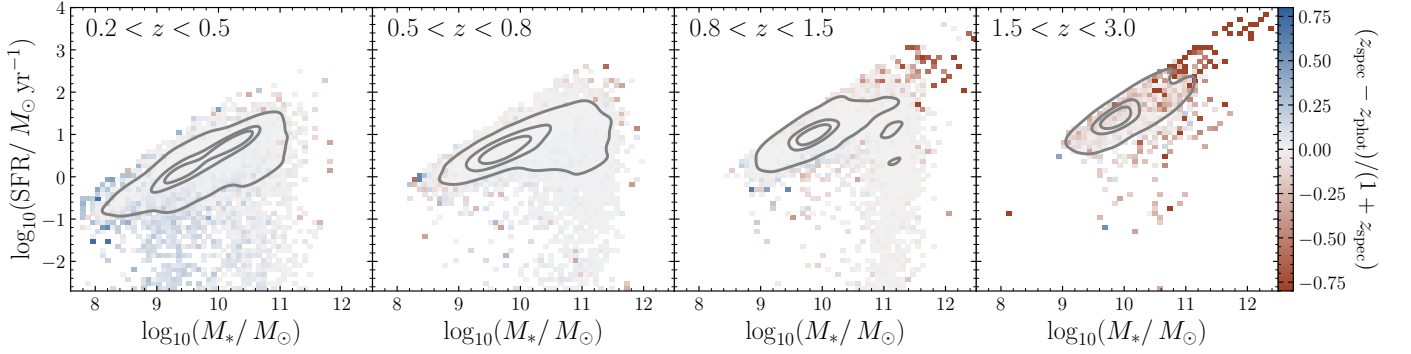 0.2 < z < 0.5
0.5 < z < 0.8
0.8 < z < 1.5
1.5 < z < 3.0
log₁₀(SFR/ M⊙ yr⁻¹)
4
3
2
1
0
−1
−2
8 9 10 11 12
8 9 10 11 12
8 9 10 11 12
8 9 10 11 12
log₁₀(M*/ M⊙)
log₁₀(M*/ M⊙)
log₁₀(M*/ M⊙)
log₁₀(M*/ M⊙)
0.75
0.50
0.25
0.00
−0.25
−0.50
−0.75
(z_spec − z_phot)/(1 + z_spec)